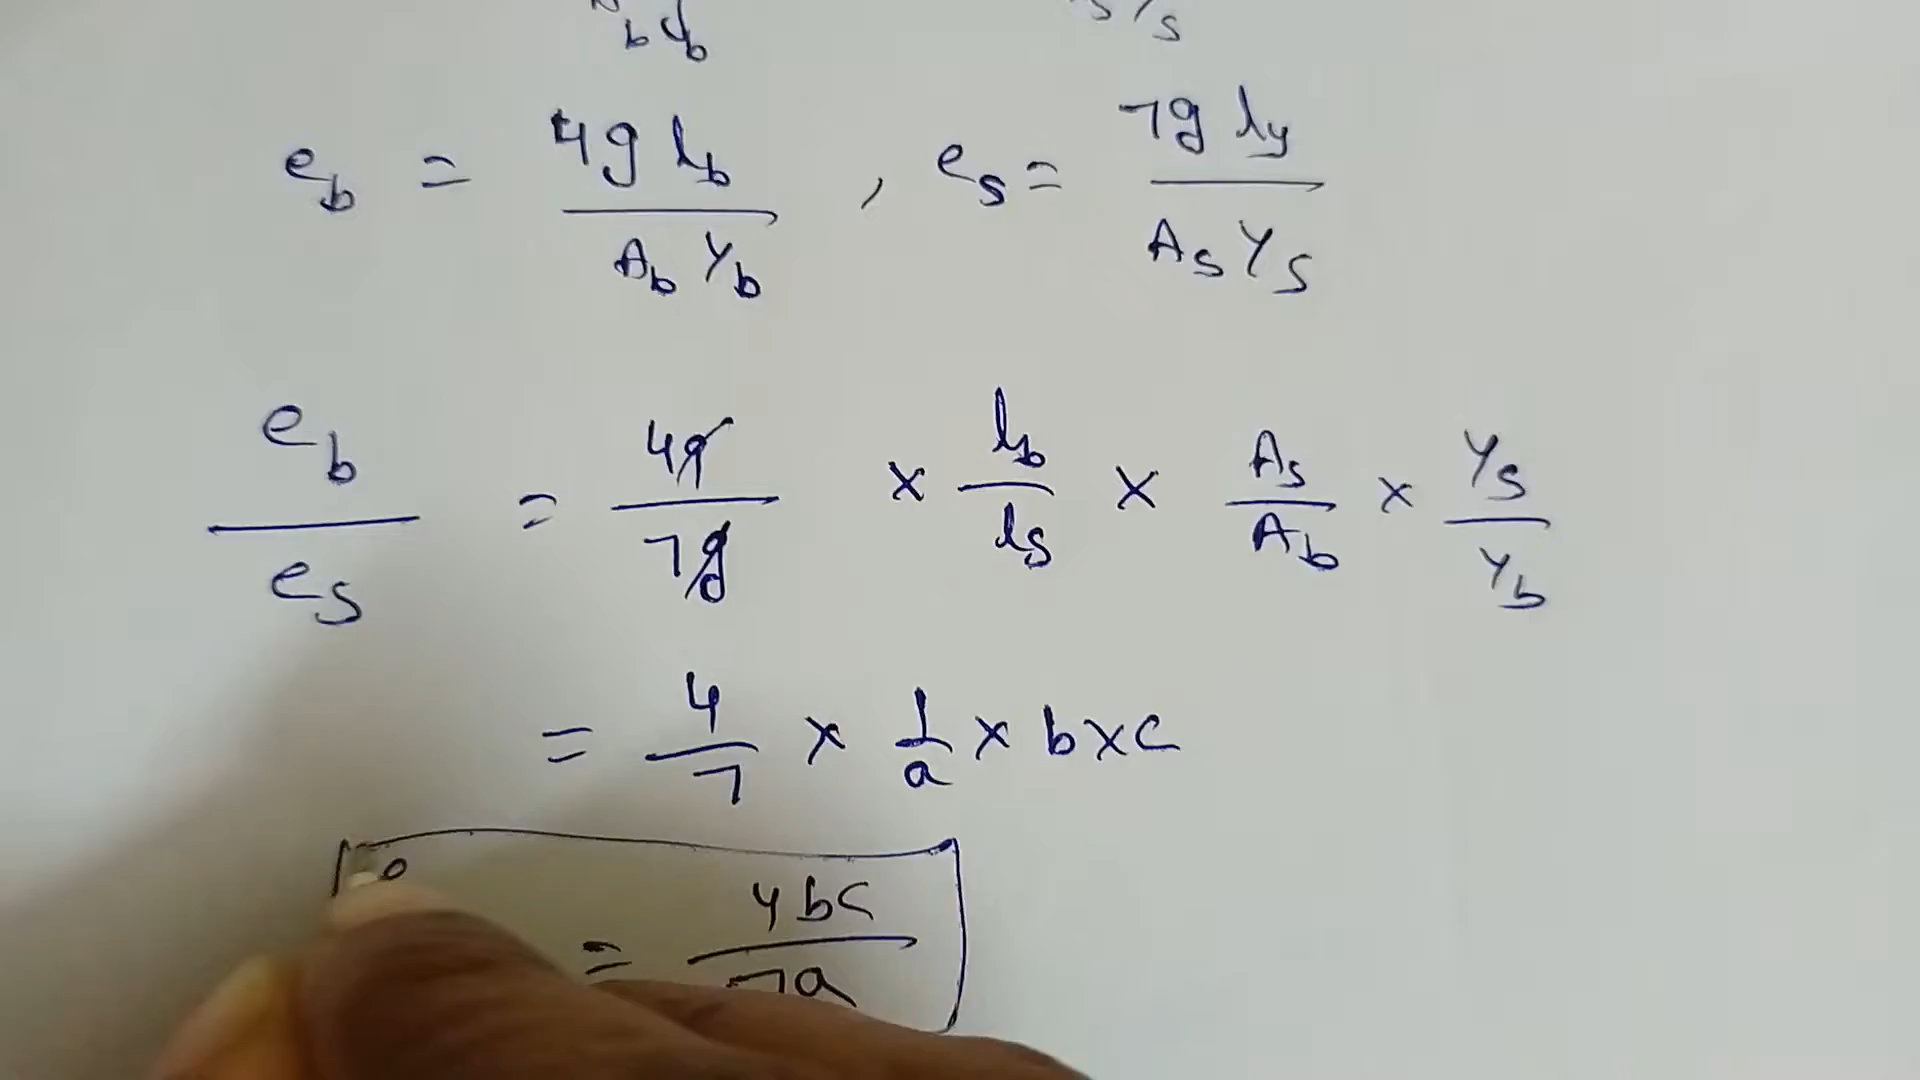 e_b = 4g l_b / A_b Y_b , e_s = 7g l_y / A_s Y_s
e_b / e_s = 4g / 7g × l_b / l_s × A_s / A_b × Y_s / Y_b
= 4 / 7 × 1 / a × b × c
= 4bc / 7a